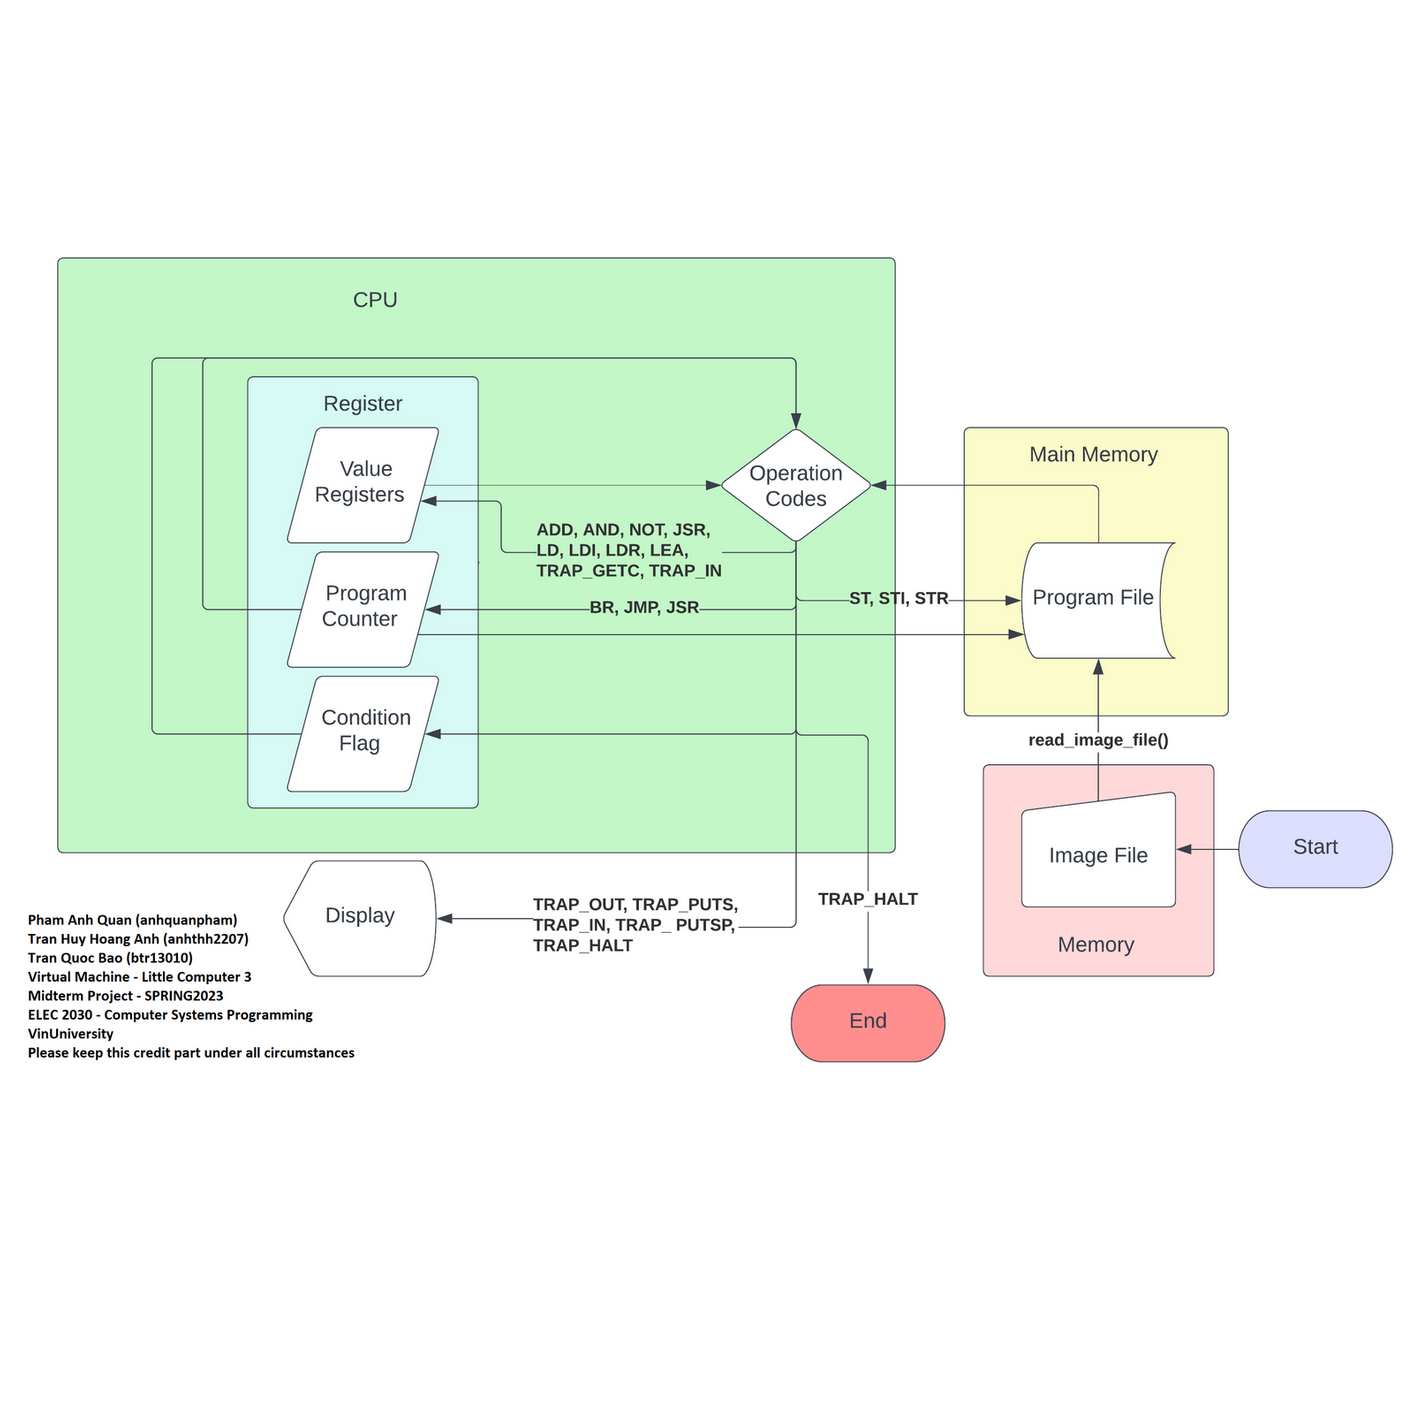 CPU
Register
Value
Registers
Operation
Codes
Main Memory
ADD, AND, NOT, JSR,
LD, LDI, LDR, LEA,
TRAP_GETC, TRAP_IN
Program
Counter
BR, JMP, JSR
ST, STI, STR
Program File
Condition
Flag
read_image_file()
Image File
Start
Memory
Display
TRAP_OUT, TRAP_PUTS,
TRAP_IN, TRAP_ PUTSP,
TRAP_HALT
TRAP_HALT
End
Pham Anh Quan (anhquanpham)
Tran Huy Hoang Anh (anhthh2207)
Tran Quoc Bao (btr13010)
Virtual Machine - Little Computer 3
Midterm Project - SPRING2023
ELEC 2030 - Computer Systems Programming
VinUniversity
Please keep this credit part under all circumstances